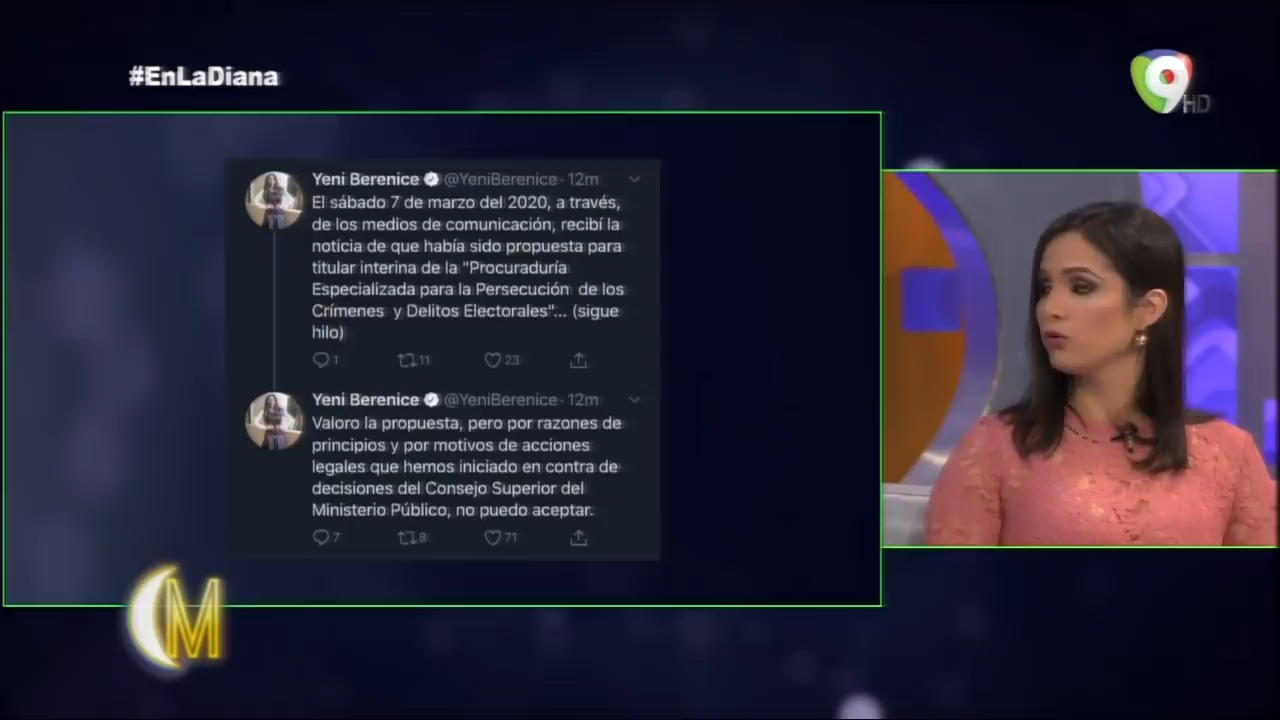 #EnLaDiana
9
HD
Yeni Berenice @YeniBerenice · 12m
El sábado 7 de marzo del 2020, a través,
de los medios de comunicación, recibí la
noticia de que había sido propuesta para
titular interina de la "Procuraduría
Especializada para la Persecución de los
Crímenes y Delitos Electorales"... (sigue
hilo)
1 11 23
Yeni Berenice @YeniBerenice · 12m
Valoro la propuesta, pero por razones de
principios y por motivos de acciones
legales que hemos iniciado en contra de
decisiones del Consejo Superior del
Ministerio Público, no puedo aceptar.
7 8 71
M